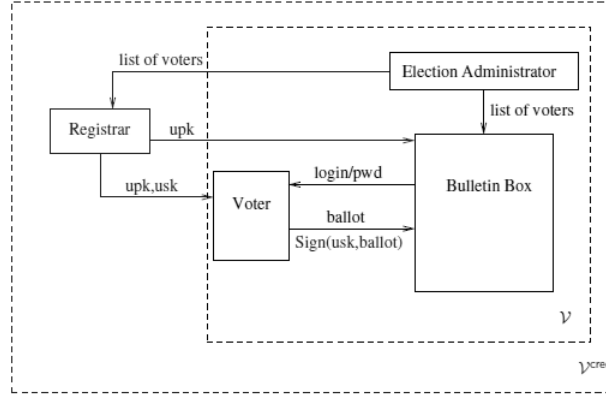 list of voters
Election Administrator
Registrar
upk
list of voters
login/pwd
Bulletin Box
upk,usk
Voter
ballot
Sign(usk,ballot)
𝒱
𝒱cre